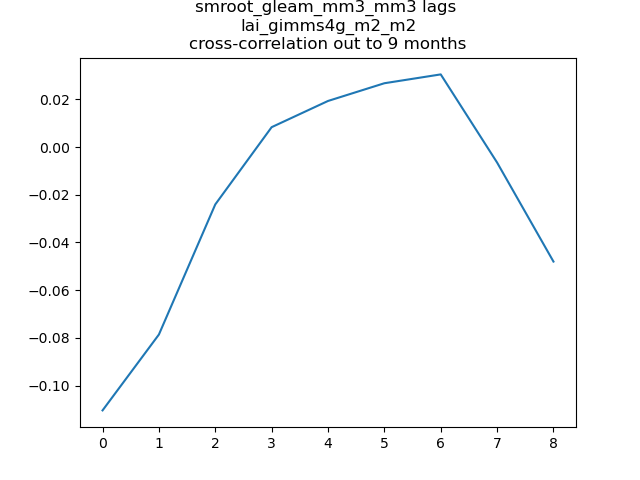 smroot_gleam_mm3_mm3 lags
lai_gimms4g_m2_m2
cross-correlation out to 9 months
0.02
0.00
−0.02
−0.04
−0.06
−0.08
−0.10
0 1 2 3 4 5 6 7 8